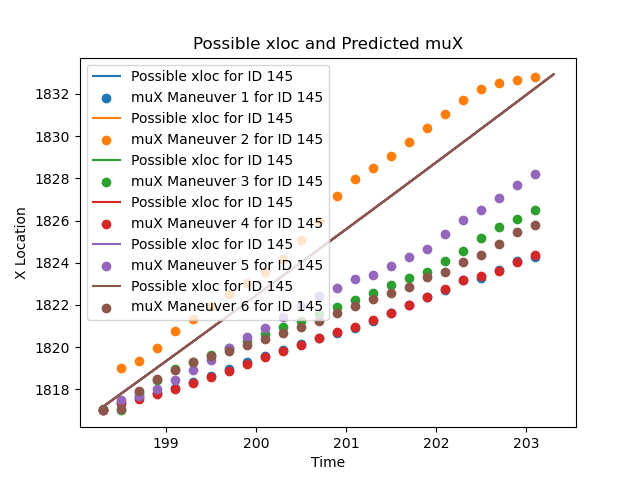 Possible xloc and Predicted muX
Possible xloc for ID 145
muX Maneuver 1 for ID 145
Possible xloc for ID 145
muX Maneuver 2 for ID 145
Possible xloc for ID 145
muX Maneuver 3 for ID 145
Possible xloc for ID 145
muX Maneuver 4 for ID 145
Possible xloc for ID 145
muX Maneuver 5 for ID 145
Possible xloc for ID 145
muX Maneuver 6 for ID 145
X Location
1832
1830
1828
1826
1824
1822
1820
1818
199 200 201 202 203
Time